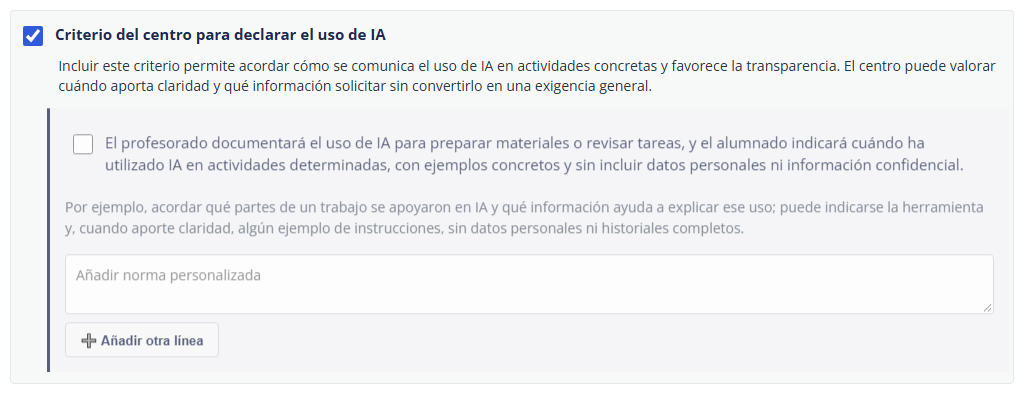 Criterio del centro para declarar el uso de IA
Incluir este criterio permite acordar cómo se comunica el uso de IA en actividades concretas y favorece la transparencia. El centro puede valorar
cuándo aporta claridad y qué información solicitar sin convertirlo en una exigencia general.
El profesorado documentará el uso de IA para preparar materiales o revisar tareas, y el alumnado indicará cuándo ha
utilizado IA en actividades determinadas, con ejemplos concretos y sin incluir datos personales ni información confidencial.
Por ejemplo, acordar qué partes de un trabajo se apoyaron en IA y qué información ayuda a explicar ese uso; puede indicarse la herramienta
y, cuando aporte claridad, algún ejemplo de instrucciones, sin datos personales ni historiales completos.
Añadir norma personalizada
Añadir otra línea